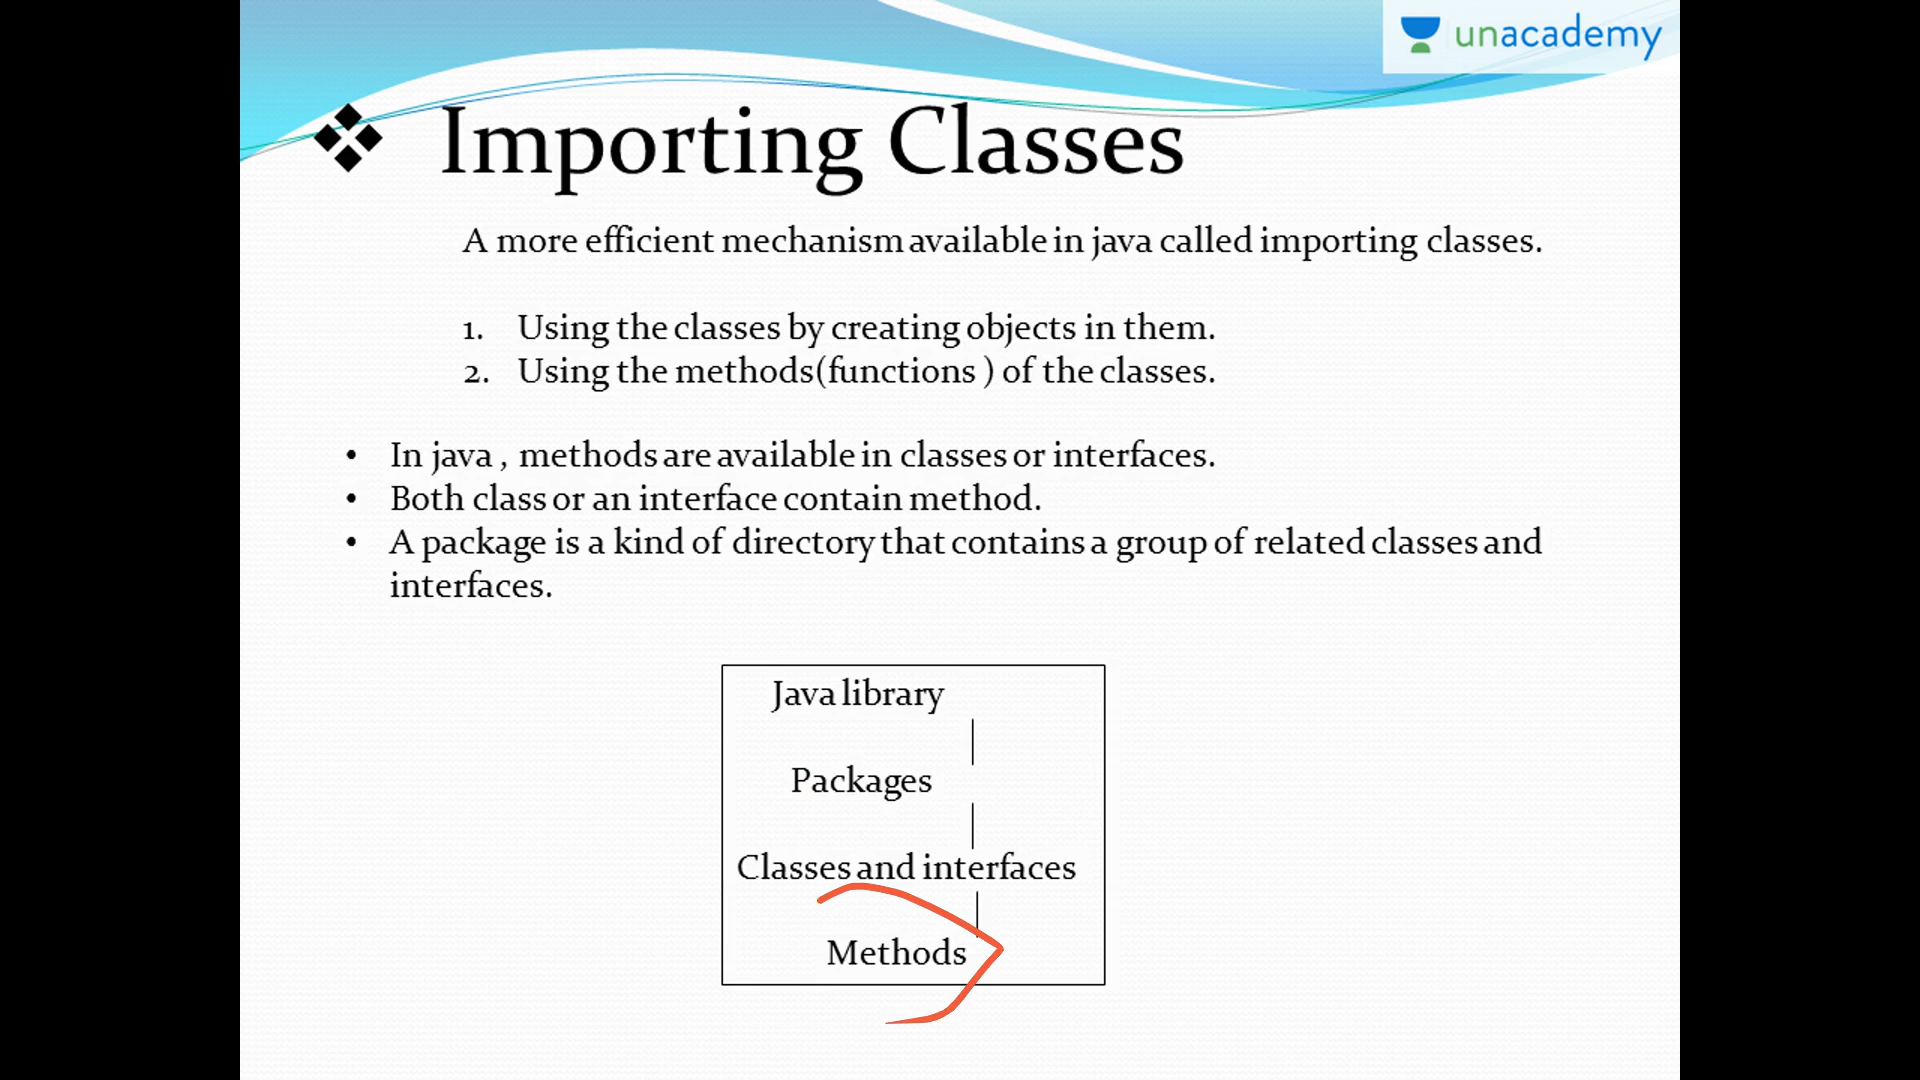 unacademy
❖ Importing Classes
A more efficient mechanism available in java called importing classes.
1. Using the classes by creating objects in them.
2. Using the methods(functions ) of the classes.
• In java , methods are available in classes or interfaces.
• Both class or an interface contain method.
• A package is a kind of directory that contains a group of related classes and
interfaces.
Java library
Packages
Classes and interfaces
Methods